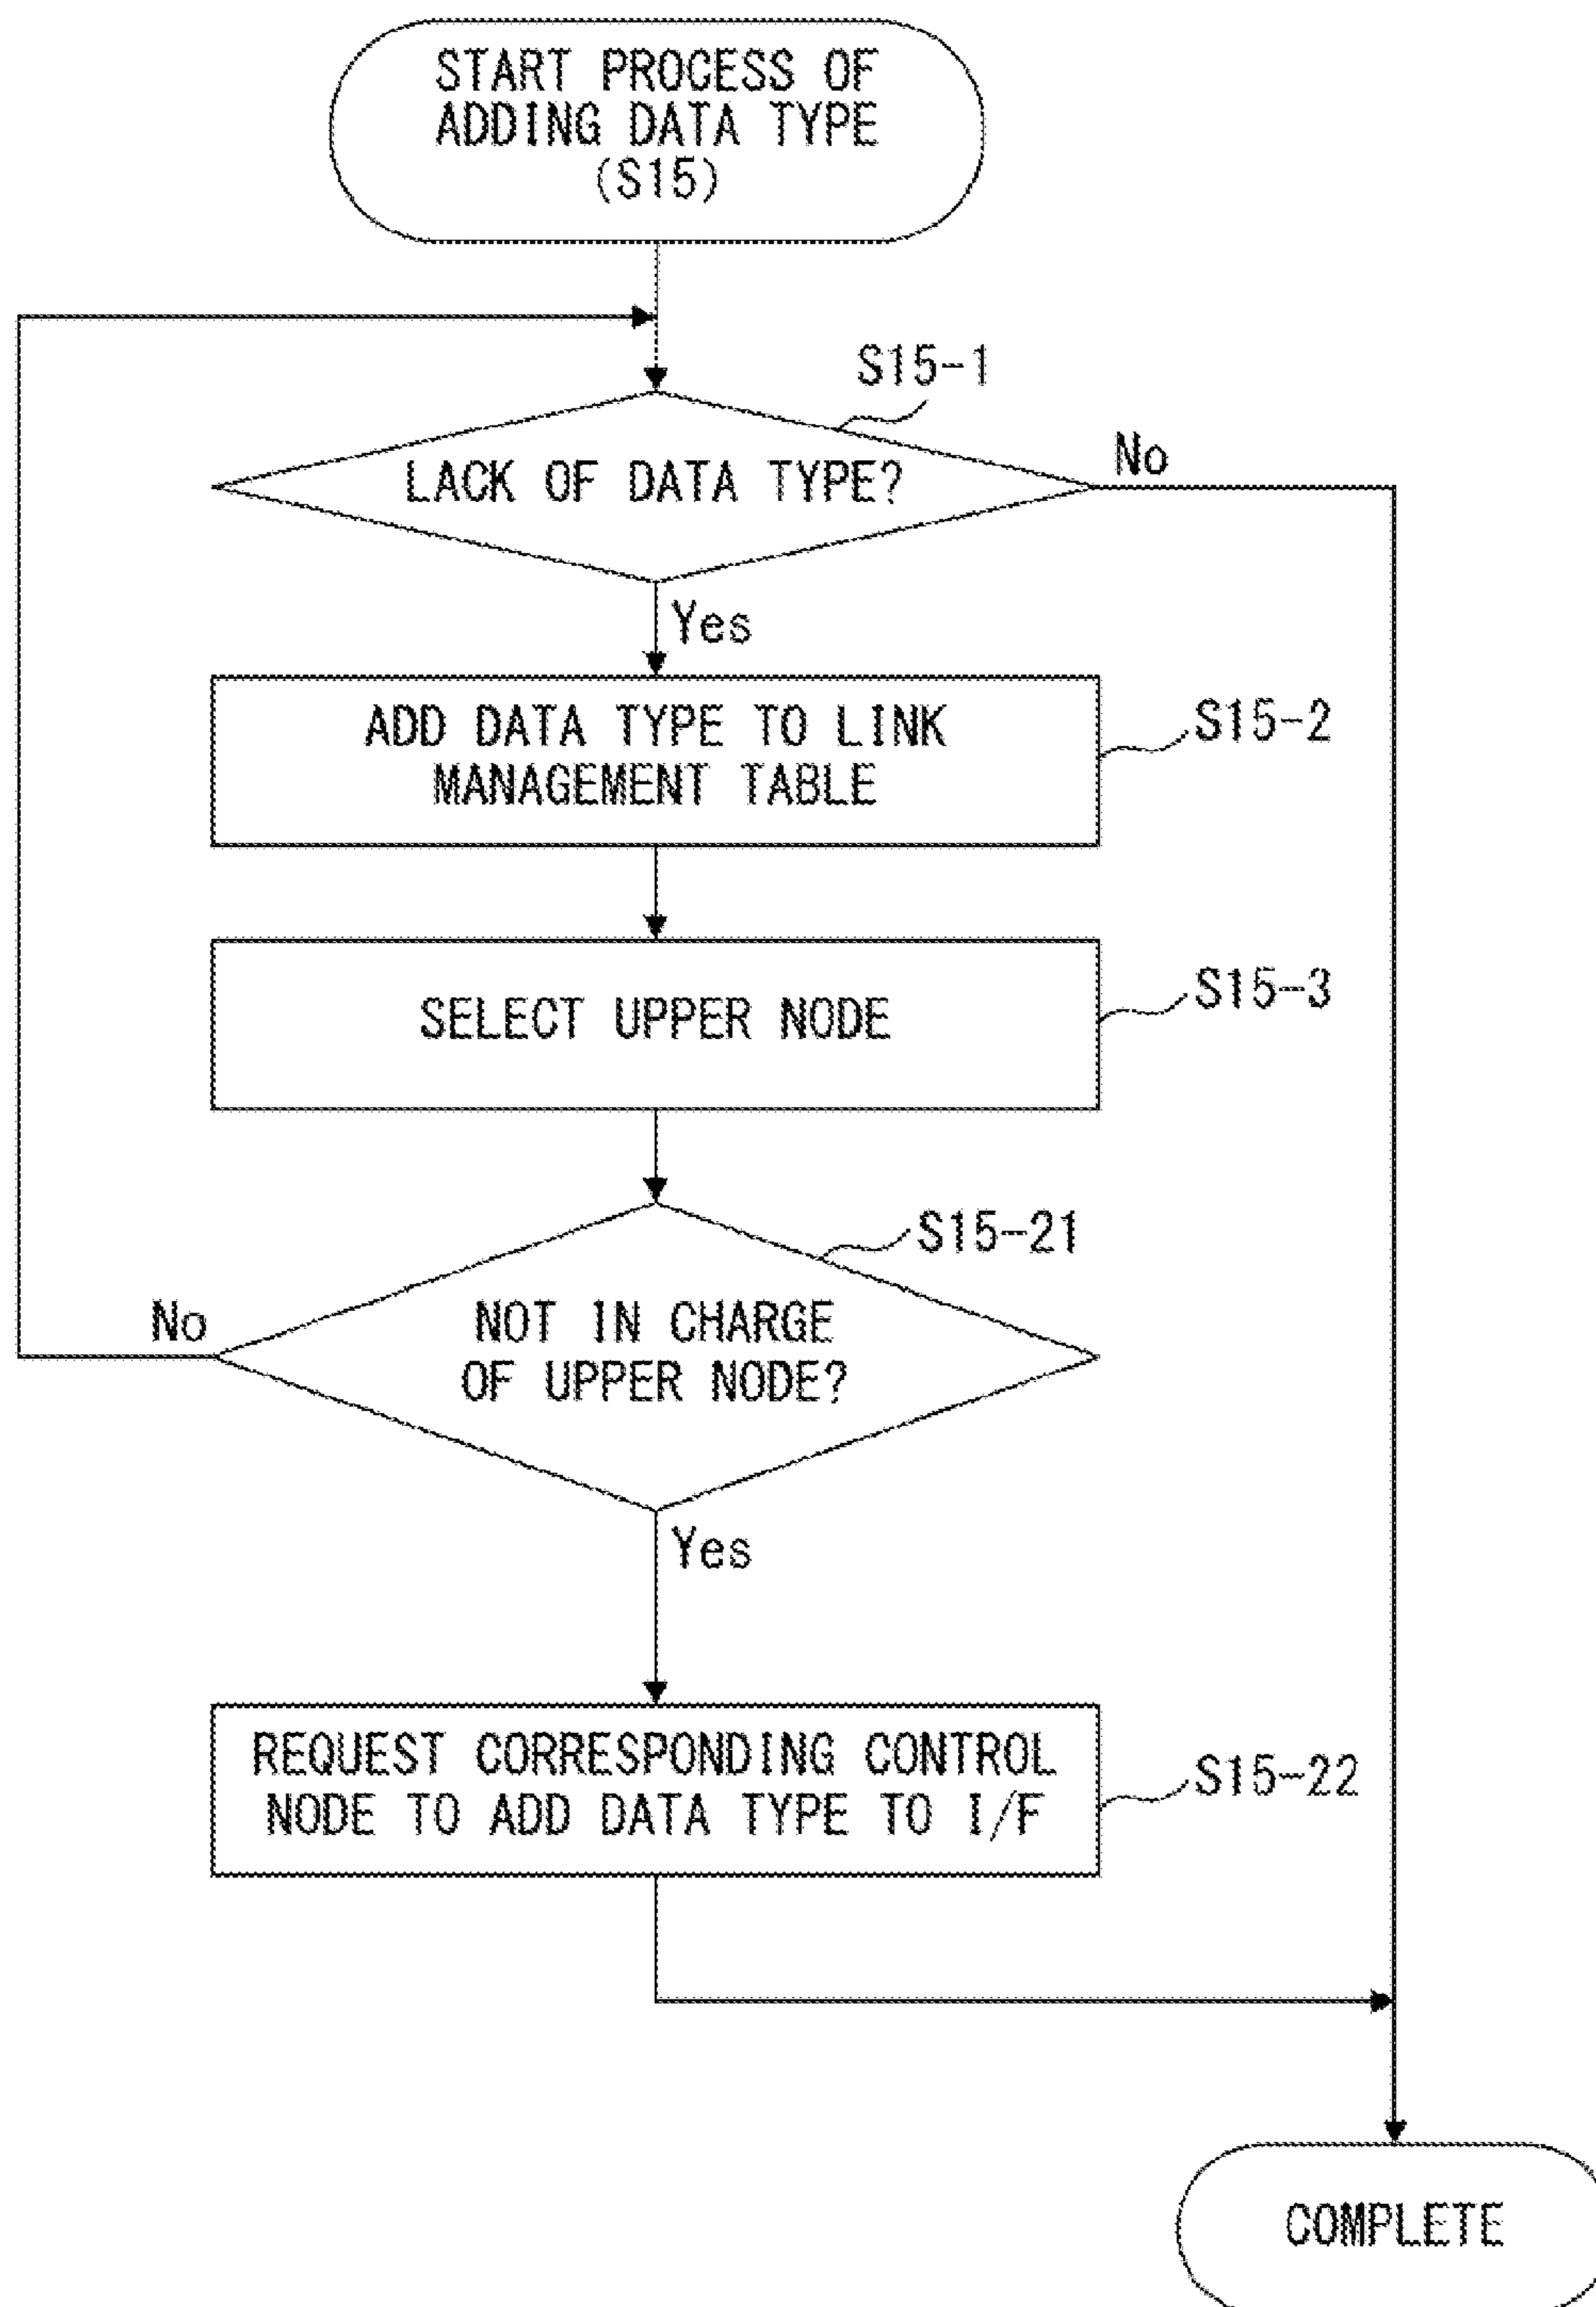 START PROCESS OF
ADDING DATA TYPE
(S15)
S15-1
LACK OF DATA TYPE?
No
Yes
ADD DATA TYPE TO LINK
MANAGEMENT TABLE
S15-2
SELECT UPPER NODE
S15-3
S15-21
NOT IN CHARGE
OF UPPER NODE?
No
Yes
REQUEST CORRESPONDING CONTROL
NODE TO ADD DATA TYPE TO I/F
S15-22
COMPLETE